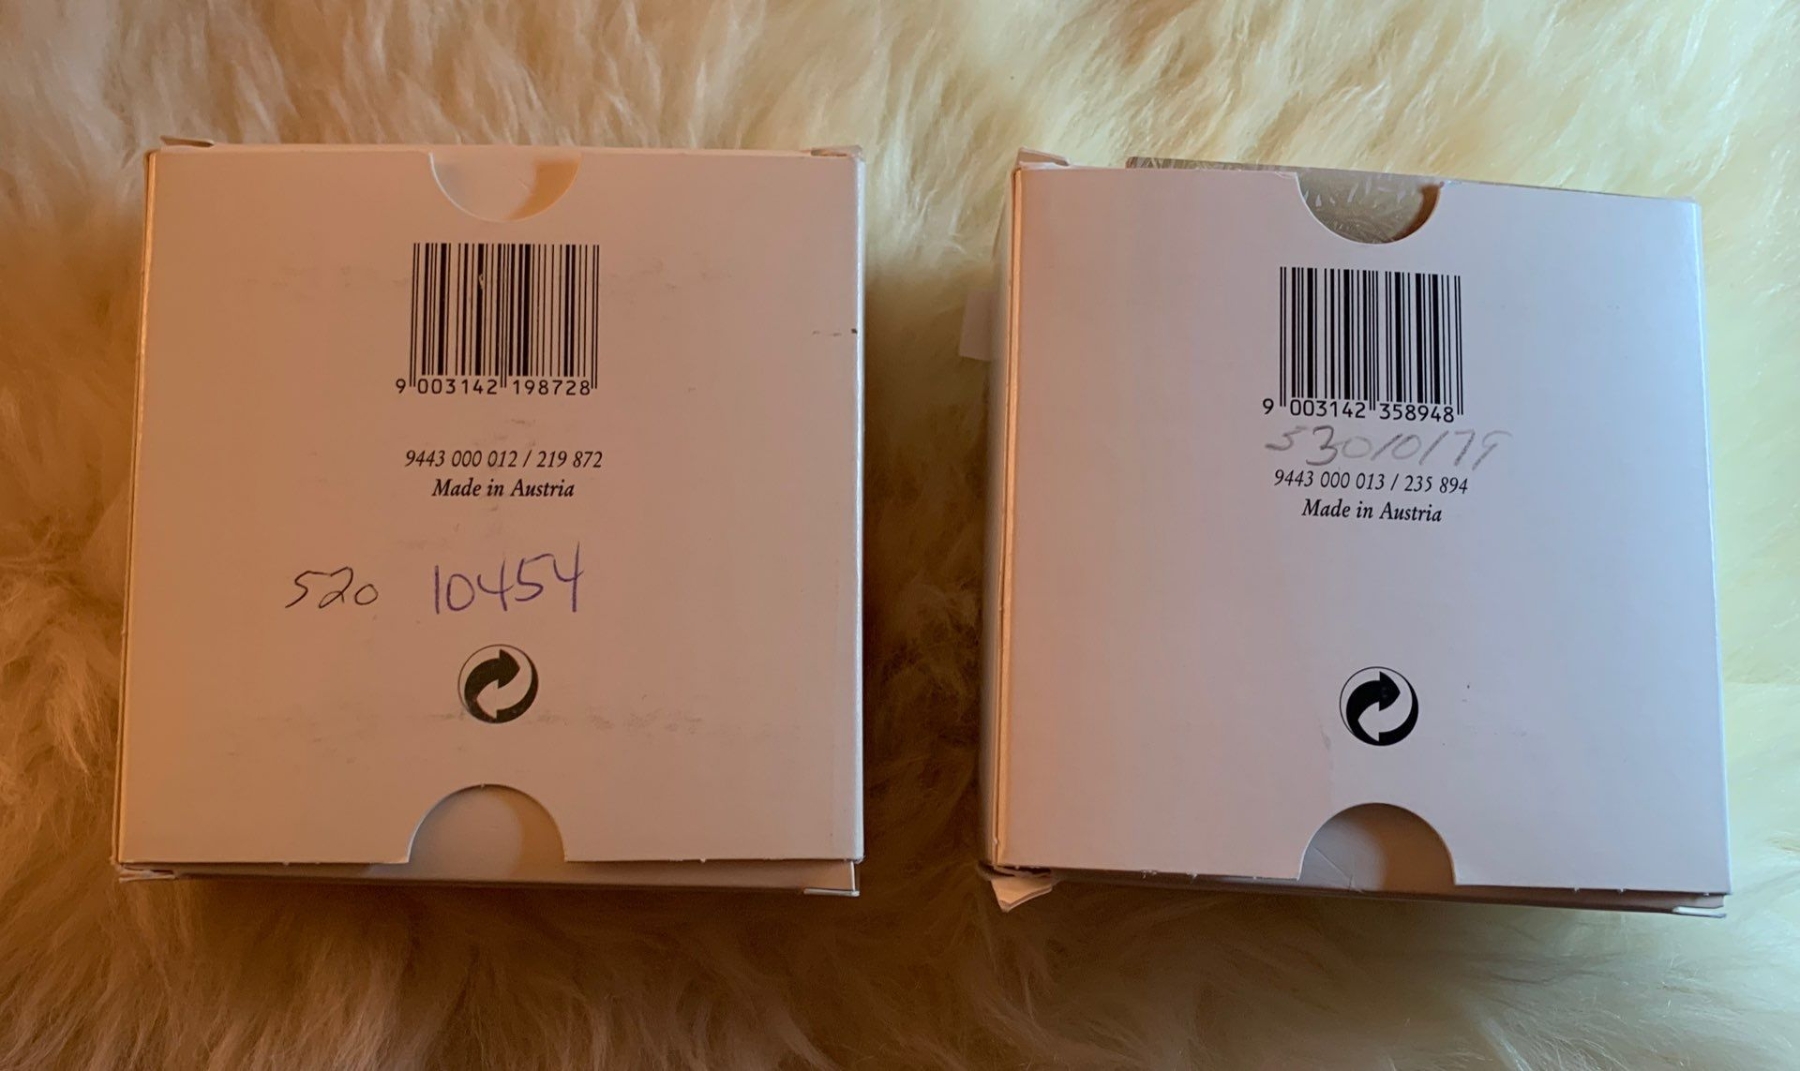 9 003142 198728
9443 000 012 / 219 872
Made in Austria
520 10454
9 003142 358948
53010179
9443 000 013 / 235 894
Made in Austria